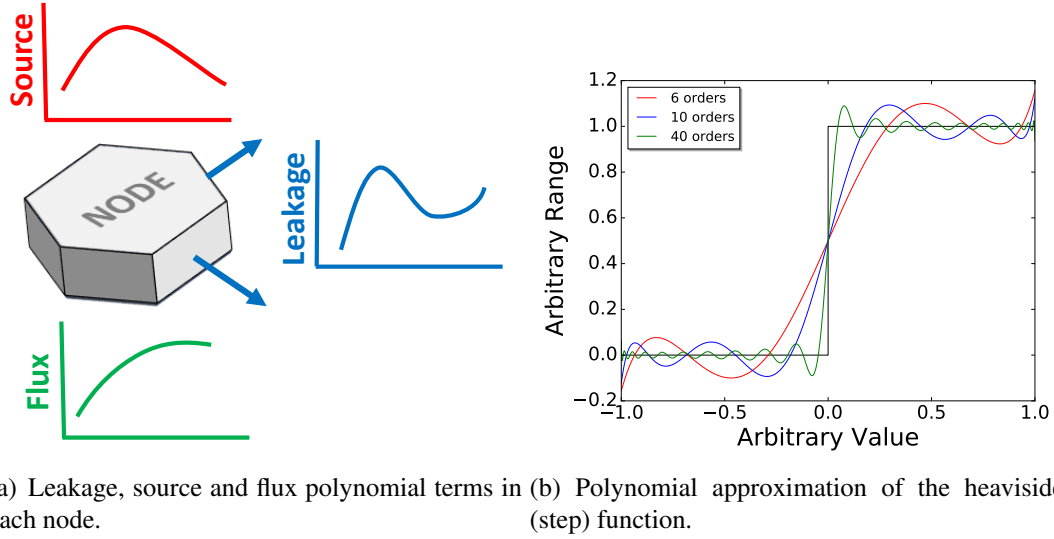 Source
NODE
Leakage
Flux
1.2
1.0
0.8
0.6
0.4
0.2
0.0
−0.2
−1.0
−0.5
0.0
0.5
1.0
Arbitrary Range
Arbitrary Value
6 orders
10 orders
40 orders
a) Leakage, source and flux polynomial terms in
ach node.
(b) Polynomial approximation of the heaviside
(step) function.